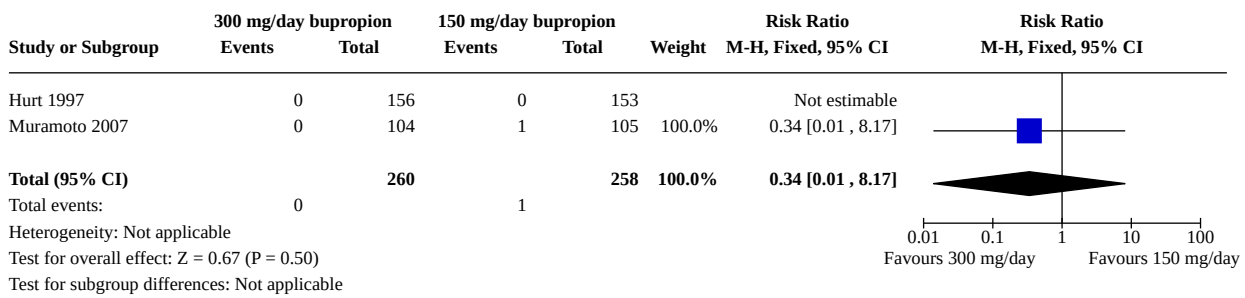 300 mg/day bupropion 150 mg/day bupropion Risk Ratio Risk Ratio
Study or Subgroup Events Total Events Total Weight M-H, Fixed, 95% CI M-H, Fixed, 95% CI
Hurt 1997 0 156 0 153 Not estimable
Muramoto 2007 0 104 1 105 100.0% 0.34 [0.01 , 8.17]
Total (95% CI) 260 258 100.0% 0.34 [0.01 , 8.17]
Total events: 0 1
Heterogeneity: Not applicable 0.01 0.1 1 10 100
Test for overall effect: Z = 0.67 (P = 0.50) Favours 300 mg/day Favours 150 mg/day
Test for subgroup differences: Not applicable